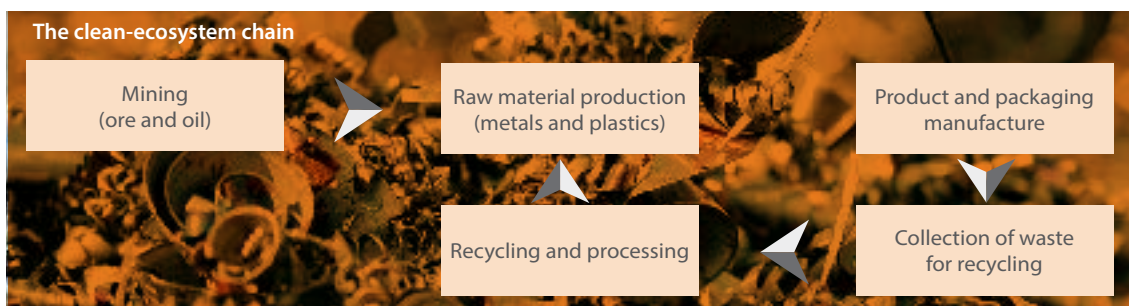 The clean-ecosystem chain
Mining
(ore and oil)
Raw material production
(metals and plastics)
Product and packaging
manufacture
Recycling and processing
Collection of waste
for recycling